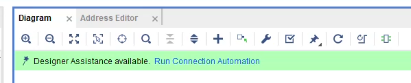 Diagram × Address Editor ×
Designer Assistance available. Run Connection Automation